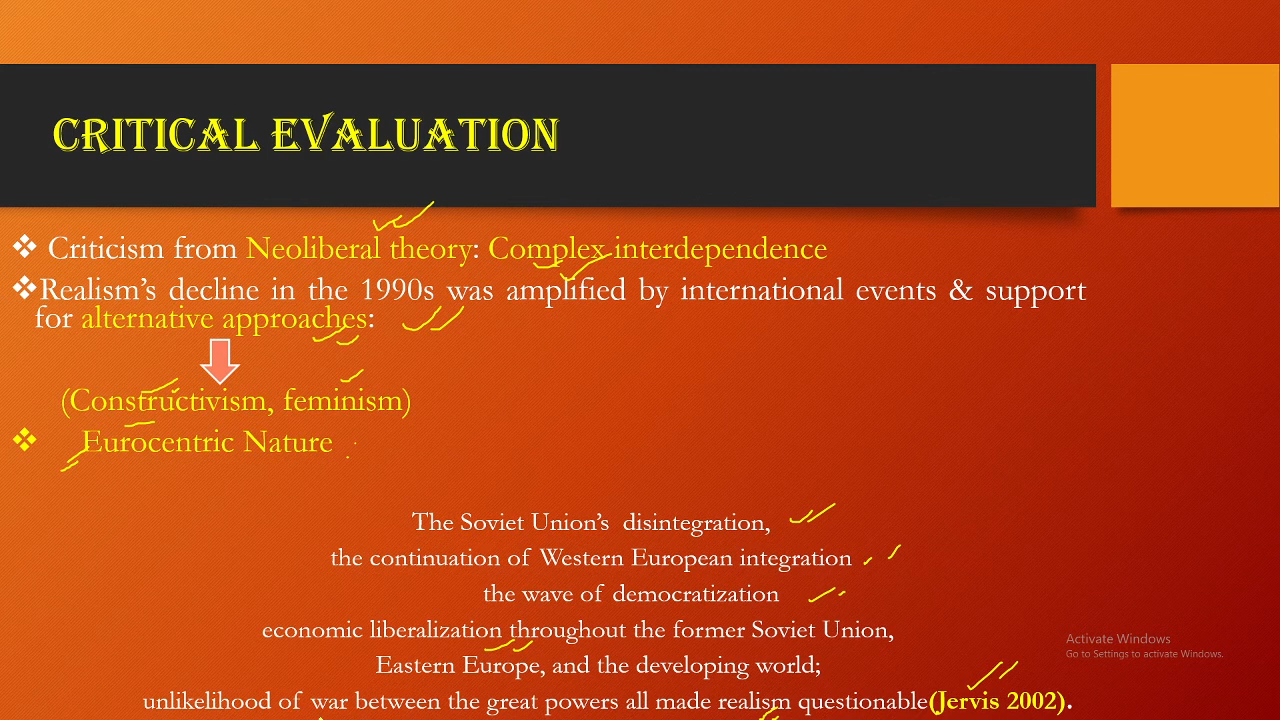 CRITICAL EVALUATION
❖ Criticism from Neoliberal theory: Complex interdependence
❖Realism’s decline in the 1990s was amplified by international events & support
for alternative approaches:
(Constructivism, feminism)
❖ Eurocentric Nature
The Soviet Union’s disintegration,
the continuation of Western European integration
the wave of democratization
economic liberalization throughout the former Soviet Union,
Eastern Europe, and the developing world;
unlikelihood of war between the great powers all made realism questionable(Jervis 2002).
Activate Windows
Go to Settings to activate Windows.